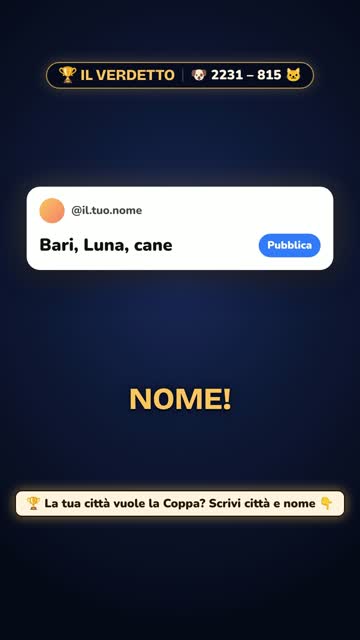 🏆 IL VERDETTO | 🐶 2231 – 815 🐱
@il.tuo.nome
Bari, Luna, cane
Pubblica
NOME!
🏆 La tua città vuole la Coppa? Scrivi città e nome 👇